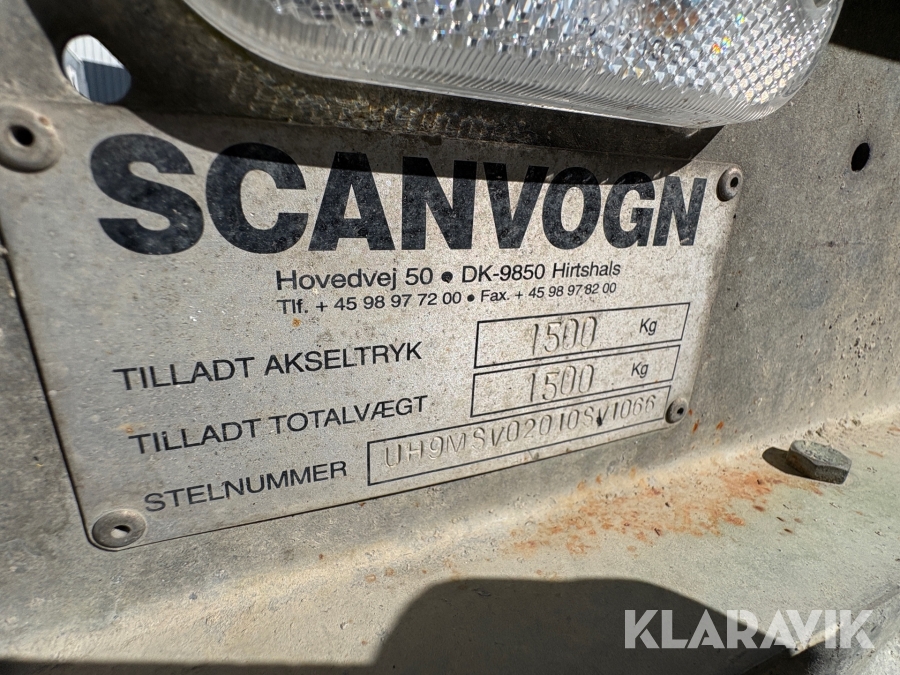 SCANVOGN
Hovedvej 50 • DK-9850 Hirtshals
Tlf. + 45 98 97 72 00 • Fax. + 45 98 97 82 00
TILLADT AKSELTRYK 1500 Kg
TILLADT TOTALVÆGT 1500 Kg
STELNUMMER UH9MSV02010SV1066
KLARAVIK